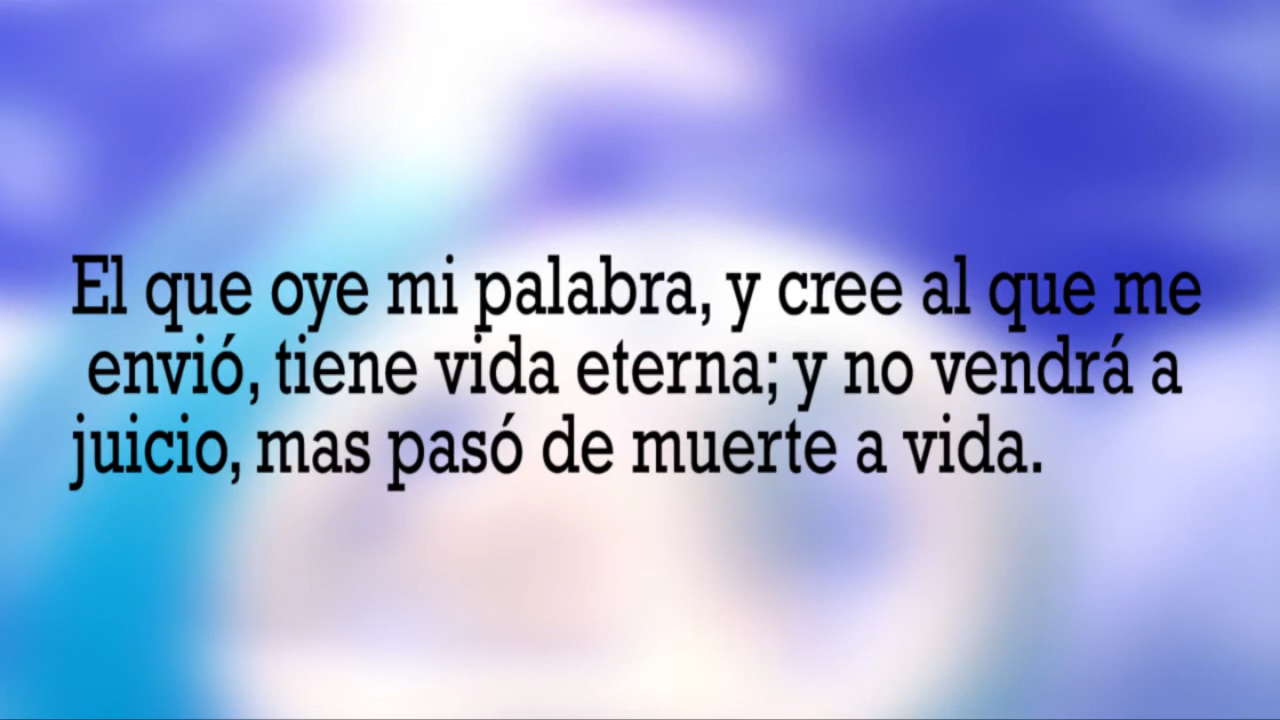 El que oye mi palabra, y cree al que me
envió, tiene vida eterna; y no vendrá a
juicio, mas pasó de muerte a vida.